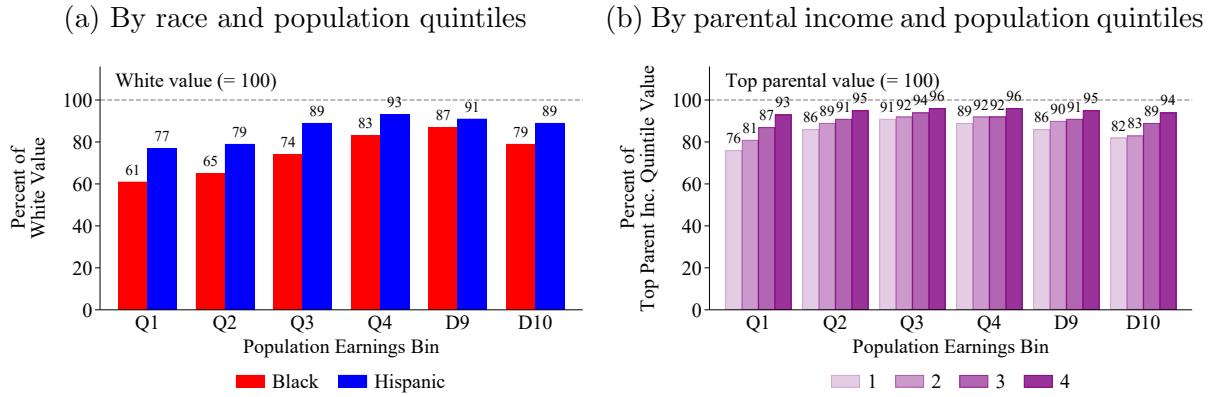 (a) By race and population quintiles
White value (= 100)
Percent of
White Value
100
80
60
40
20
0
61 77 65 79 74 89 83 93 87 91 79 89
Q1 Q2 Q3 Q4 D9 D10
Population Earnings Bin
Black Hispanic
(b) By parental income and population quintiles
Top parental value (= 100)
Percent of
Top Parent Inc. Quintile Value
100
80
60
40
20
0
76 81 87 93 86 89 91 95 91 92 94 96 89 92 92 96 86 90 91 95 82 83 89 94
Q1 Q2 Q3 Q4 D9 D10
Population Earnings Bin
1 2 3 4